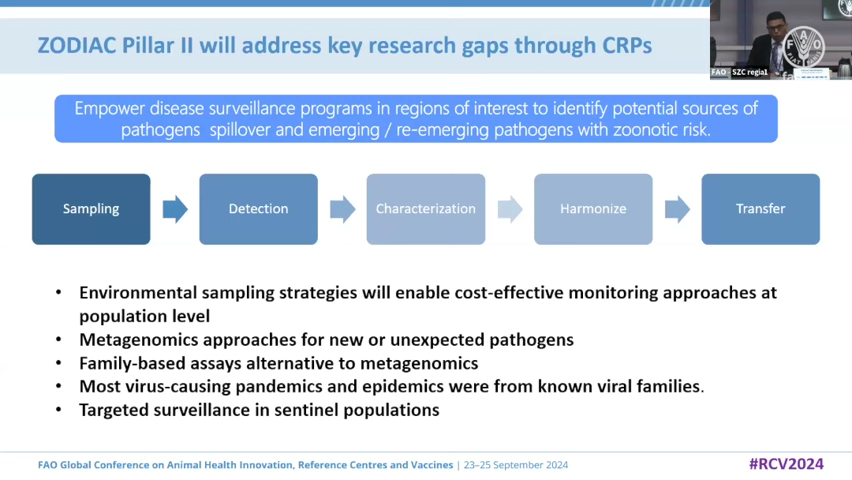 ZODIAC Pillar II will address key research gaps through CRPs
FAO - SZC regia1
FAO
Empower disease surveillance programs in regions of interest to identify potential sources of
pathogens spillover and emerging / re-emerging pathogens with zoonotic risk.
Sampling
Detection
Characterization
Harmonize
Transfer
• Environmental sampling strategies will enable cost-effective monitoring approaches at
population level
• Metagenomics approaches for new or unexpected pathogens
• Family-based assays alternative to metagenomics
• Most virus-causing pandemics and epidemics were from known viral families.
• Targeted surveillance in sentinel populations
FAO Global Conference on Animal Health Innovation, Reference Centres and Vaccines | 23–25 September 2024
#RCV2024